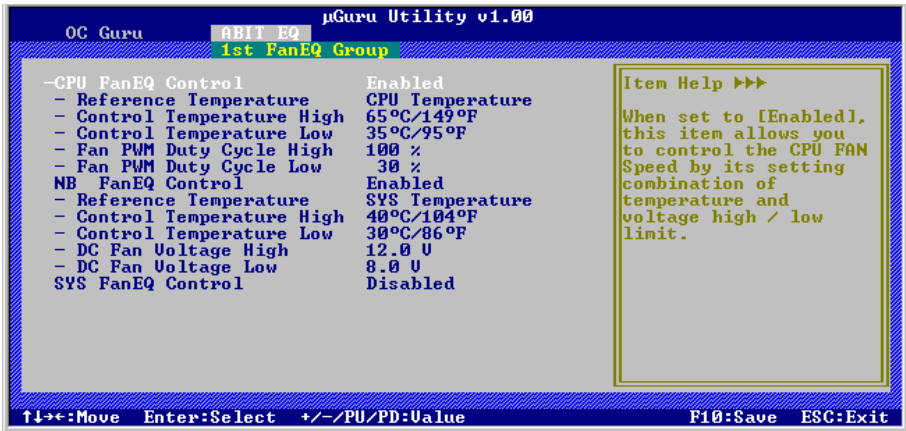 µGuru Utility v1.00
OC Guru ABIT EQ
1st FanEQ Group
–CPU FanEQ Control Enabled
- Reference Temperature CPU Temperature
- Control Temperature High 65ºC/149ºF
- Control Temperature Low 35ºC/95ºF
- Fan PWM Duty Cycle High 100 %
- Fan PWM Duty Cycle Low 30 %
NB FanEQ Control Enabled
- Reference Temperature SYS Temperature
- Control Temperature High 40ºC/104ºF
- Control Temperature Low 30ºC/86ºF
- DC Fan Voltage High 12.0 V
- DC Fan Voltage Low 8.0 V
SYS FanEQ Control Disabled
Item Help ▶▶▶
When set to [Enabled],
this item allows you
to control the CPU FAN
Speed by its setting
combination of
temperature and
voltage high / low
limit.
↑↓→←:Move Enter:Select +/-/PU/PD:Value F10:Save ESC:Exit